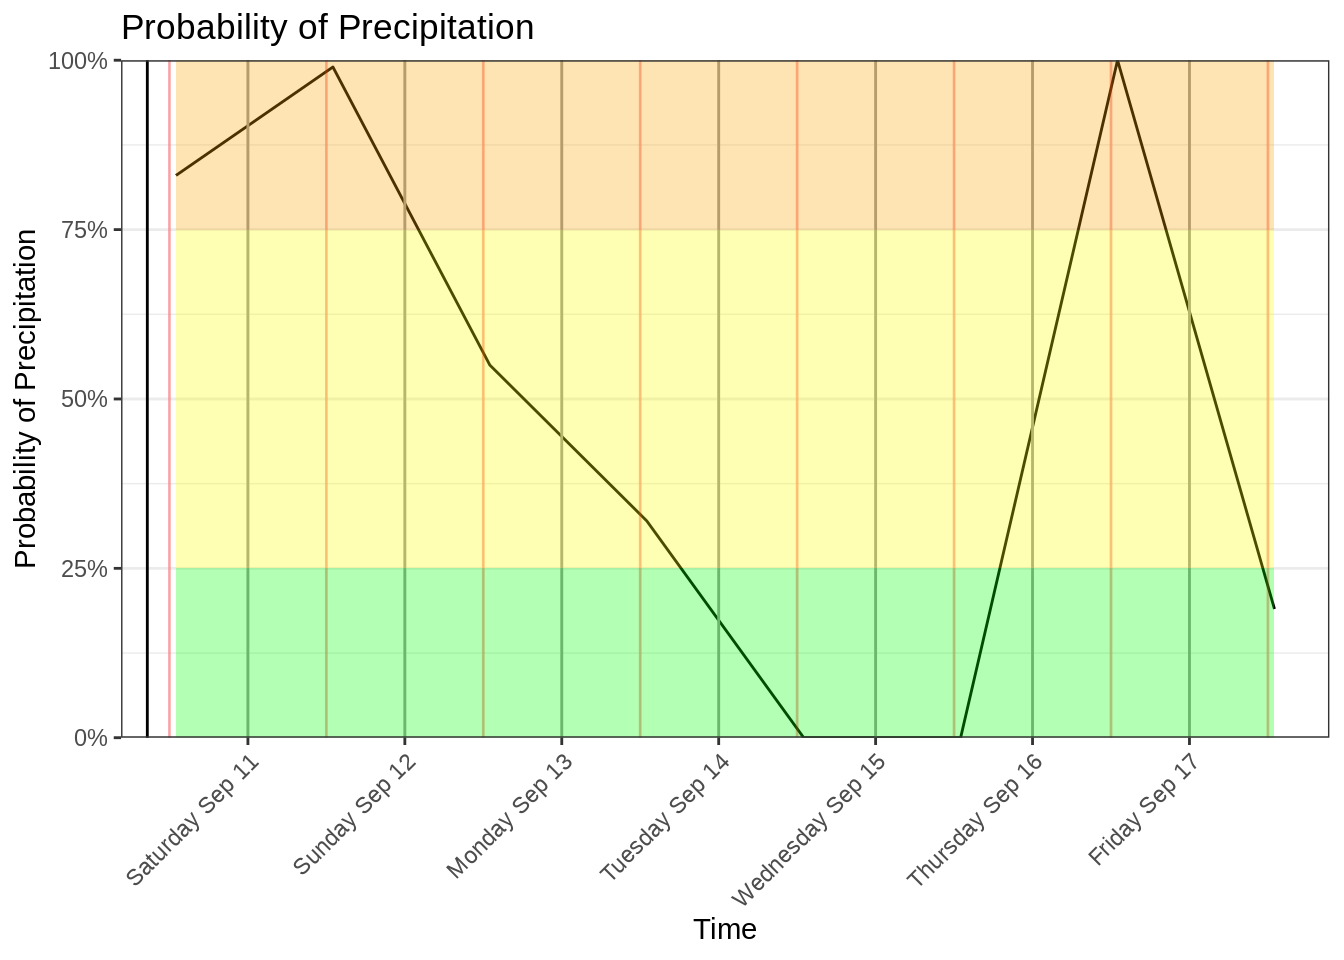 Probability of Precipitation
100%
75%
50%
25%
0%
Probability of Precipitation
Saturday Sep 11
Sunday Sep 12
Monday Sep 13
Tuesday Sep 14
Wednesday Sep 15
Thursday Sep 16
Friday Sep 17
Time